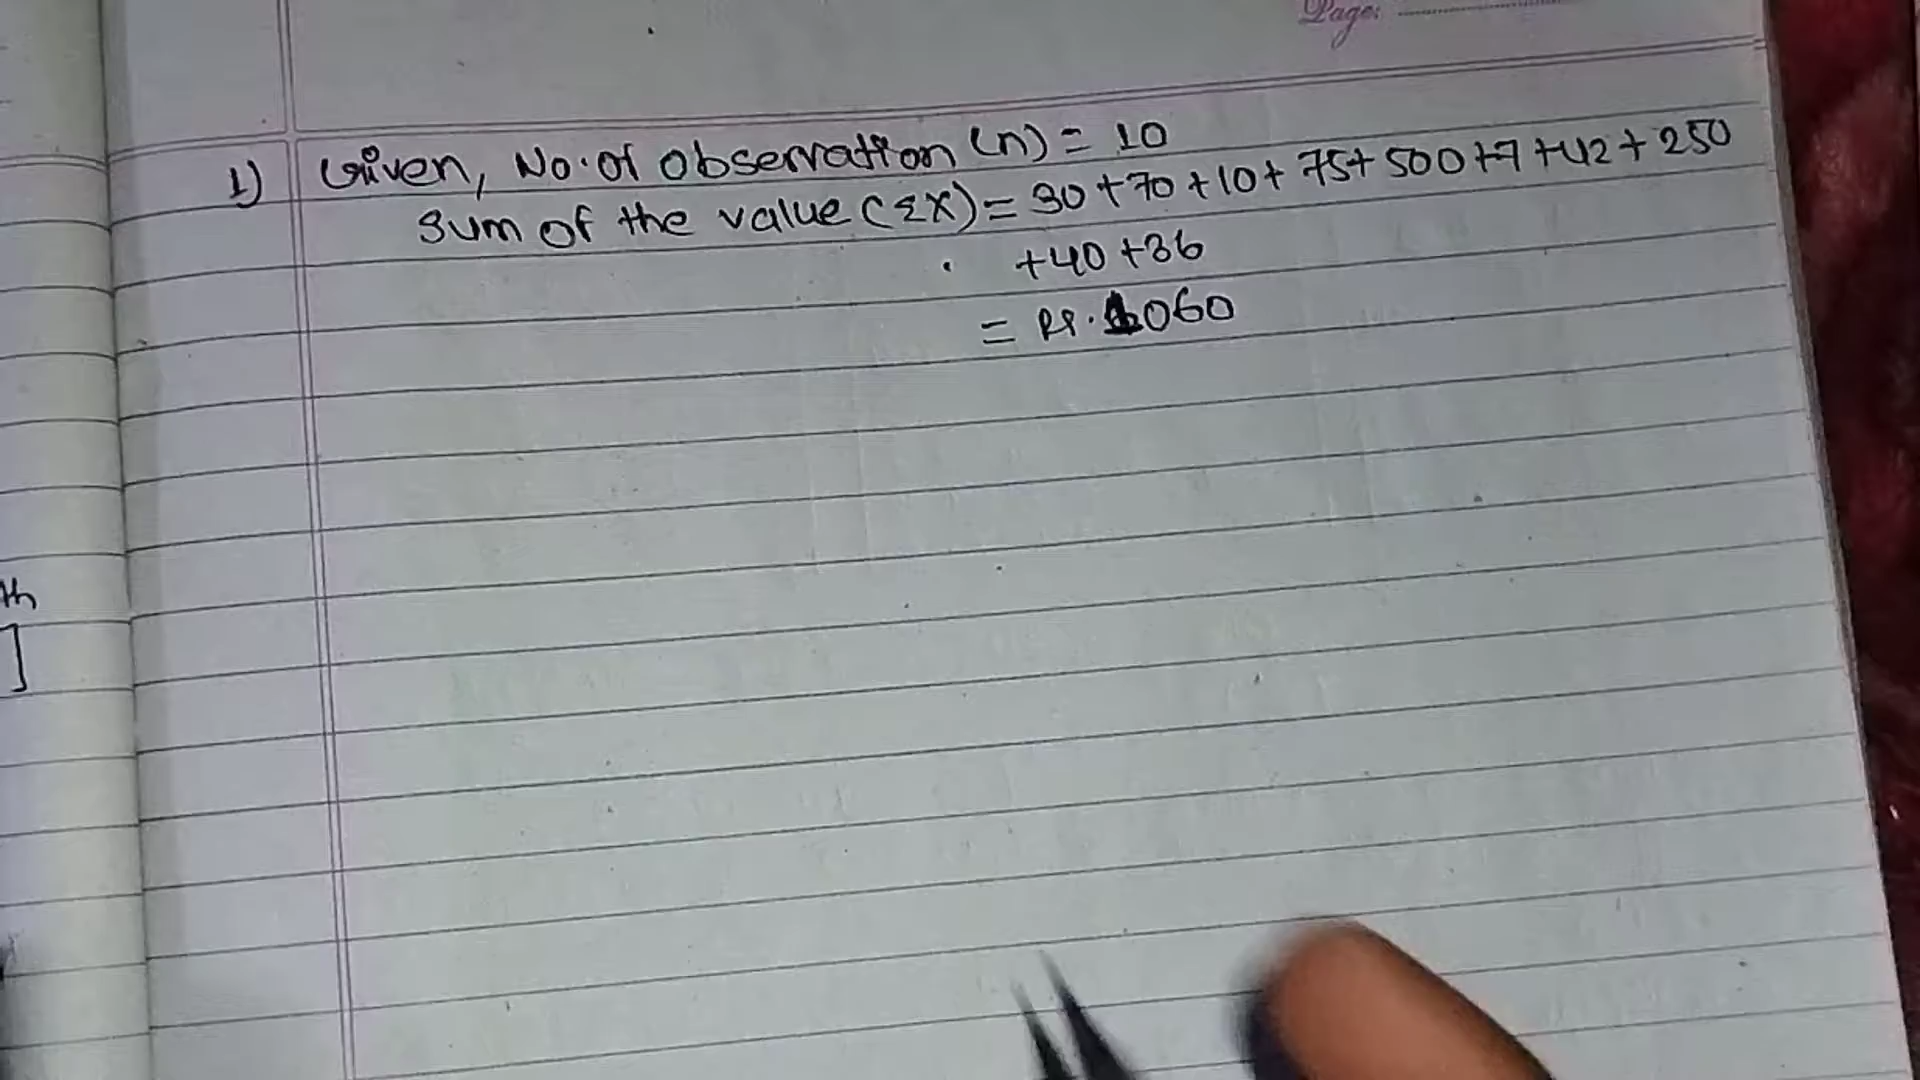 Page:
1) Given, No. of observation (n) = 10
Sum of the value (ΣX) = 30 + 70 + 10 + 75 + 500 + 7 + 42 + 250
+ 40 + 36
= Rs. 1060
th
]